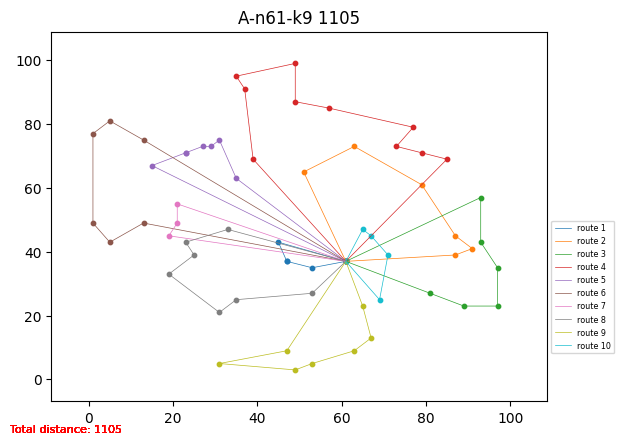 A-n61-k9 1105
100
80
60
40
20
0
0 20 40 60 80 100
route 1
route 2
route 3
route 4
route 5
route 6
route 7
route 8
route 9
route 10
Total distance: 1105